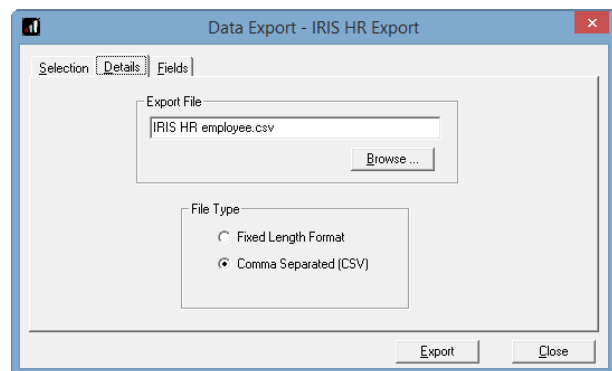 Data Export - IRIS HR Export
Selection Details Fields
Export File
IRIS HR employee.csv
Browse ...
File Type
Fixed Length Format
Comma Separated (CSV)
Export Close